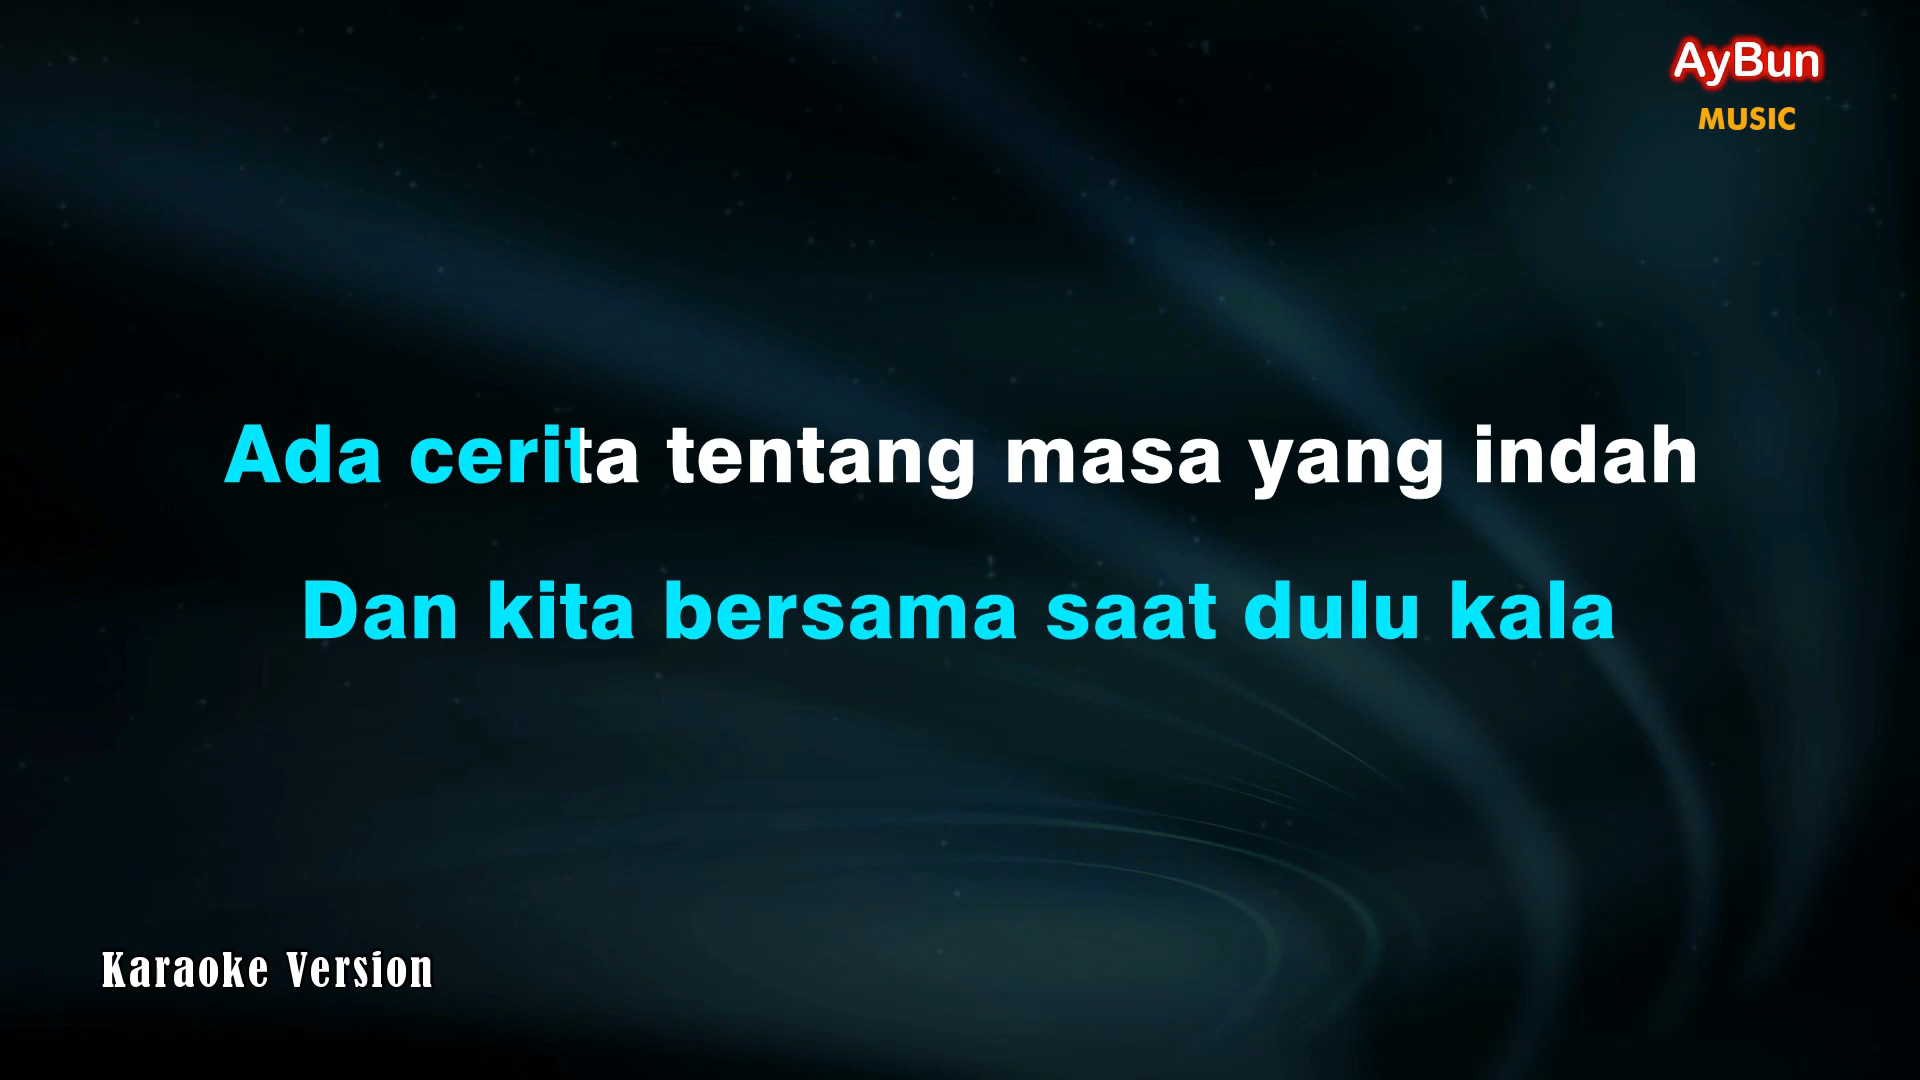 AyBun
MUSIC
Ada cerita tentang masa yang indah
Dan kita bersama saat dulu kala
Karaoke Version